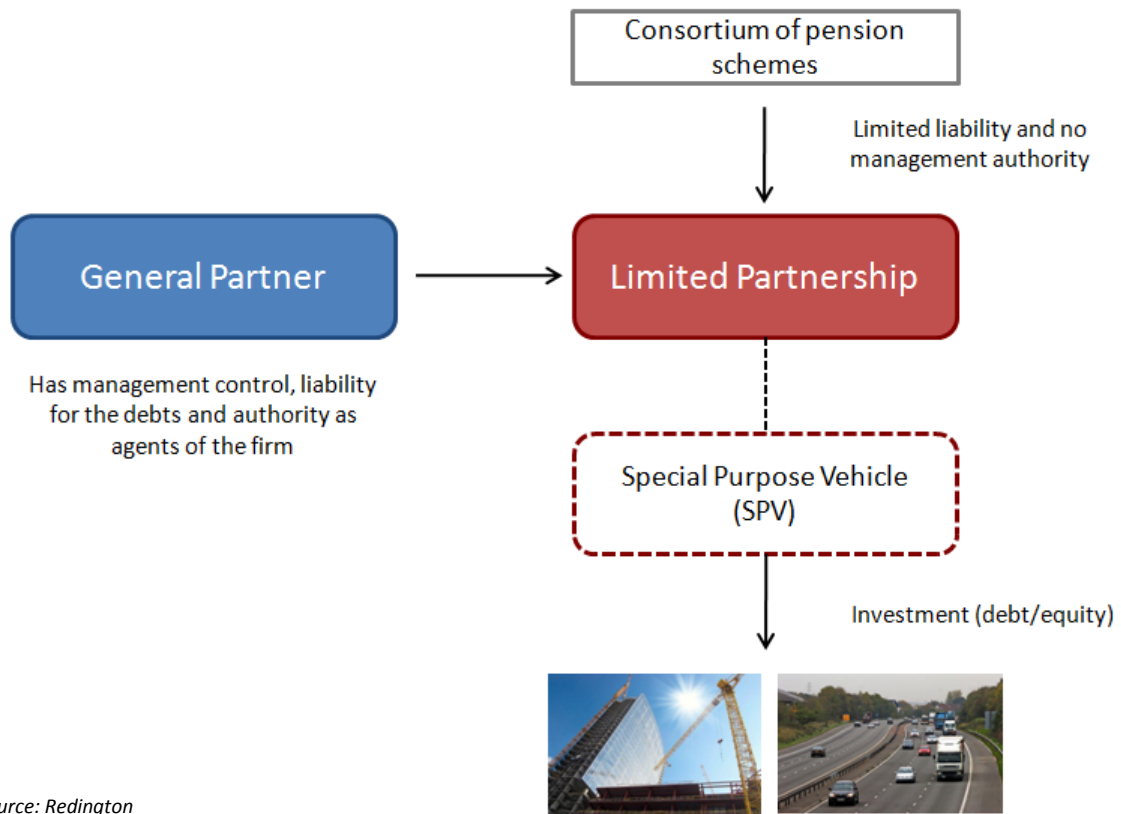 Consortium of pension
schemes
Limited liability and no
management authority
General Partner
Limited Partnership
Has management control, liability
for the debts and authority as
agents of the firm
Special Purpose Vehicle
(SPV)
Investment (debt/equity)
urce: Redington